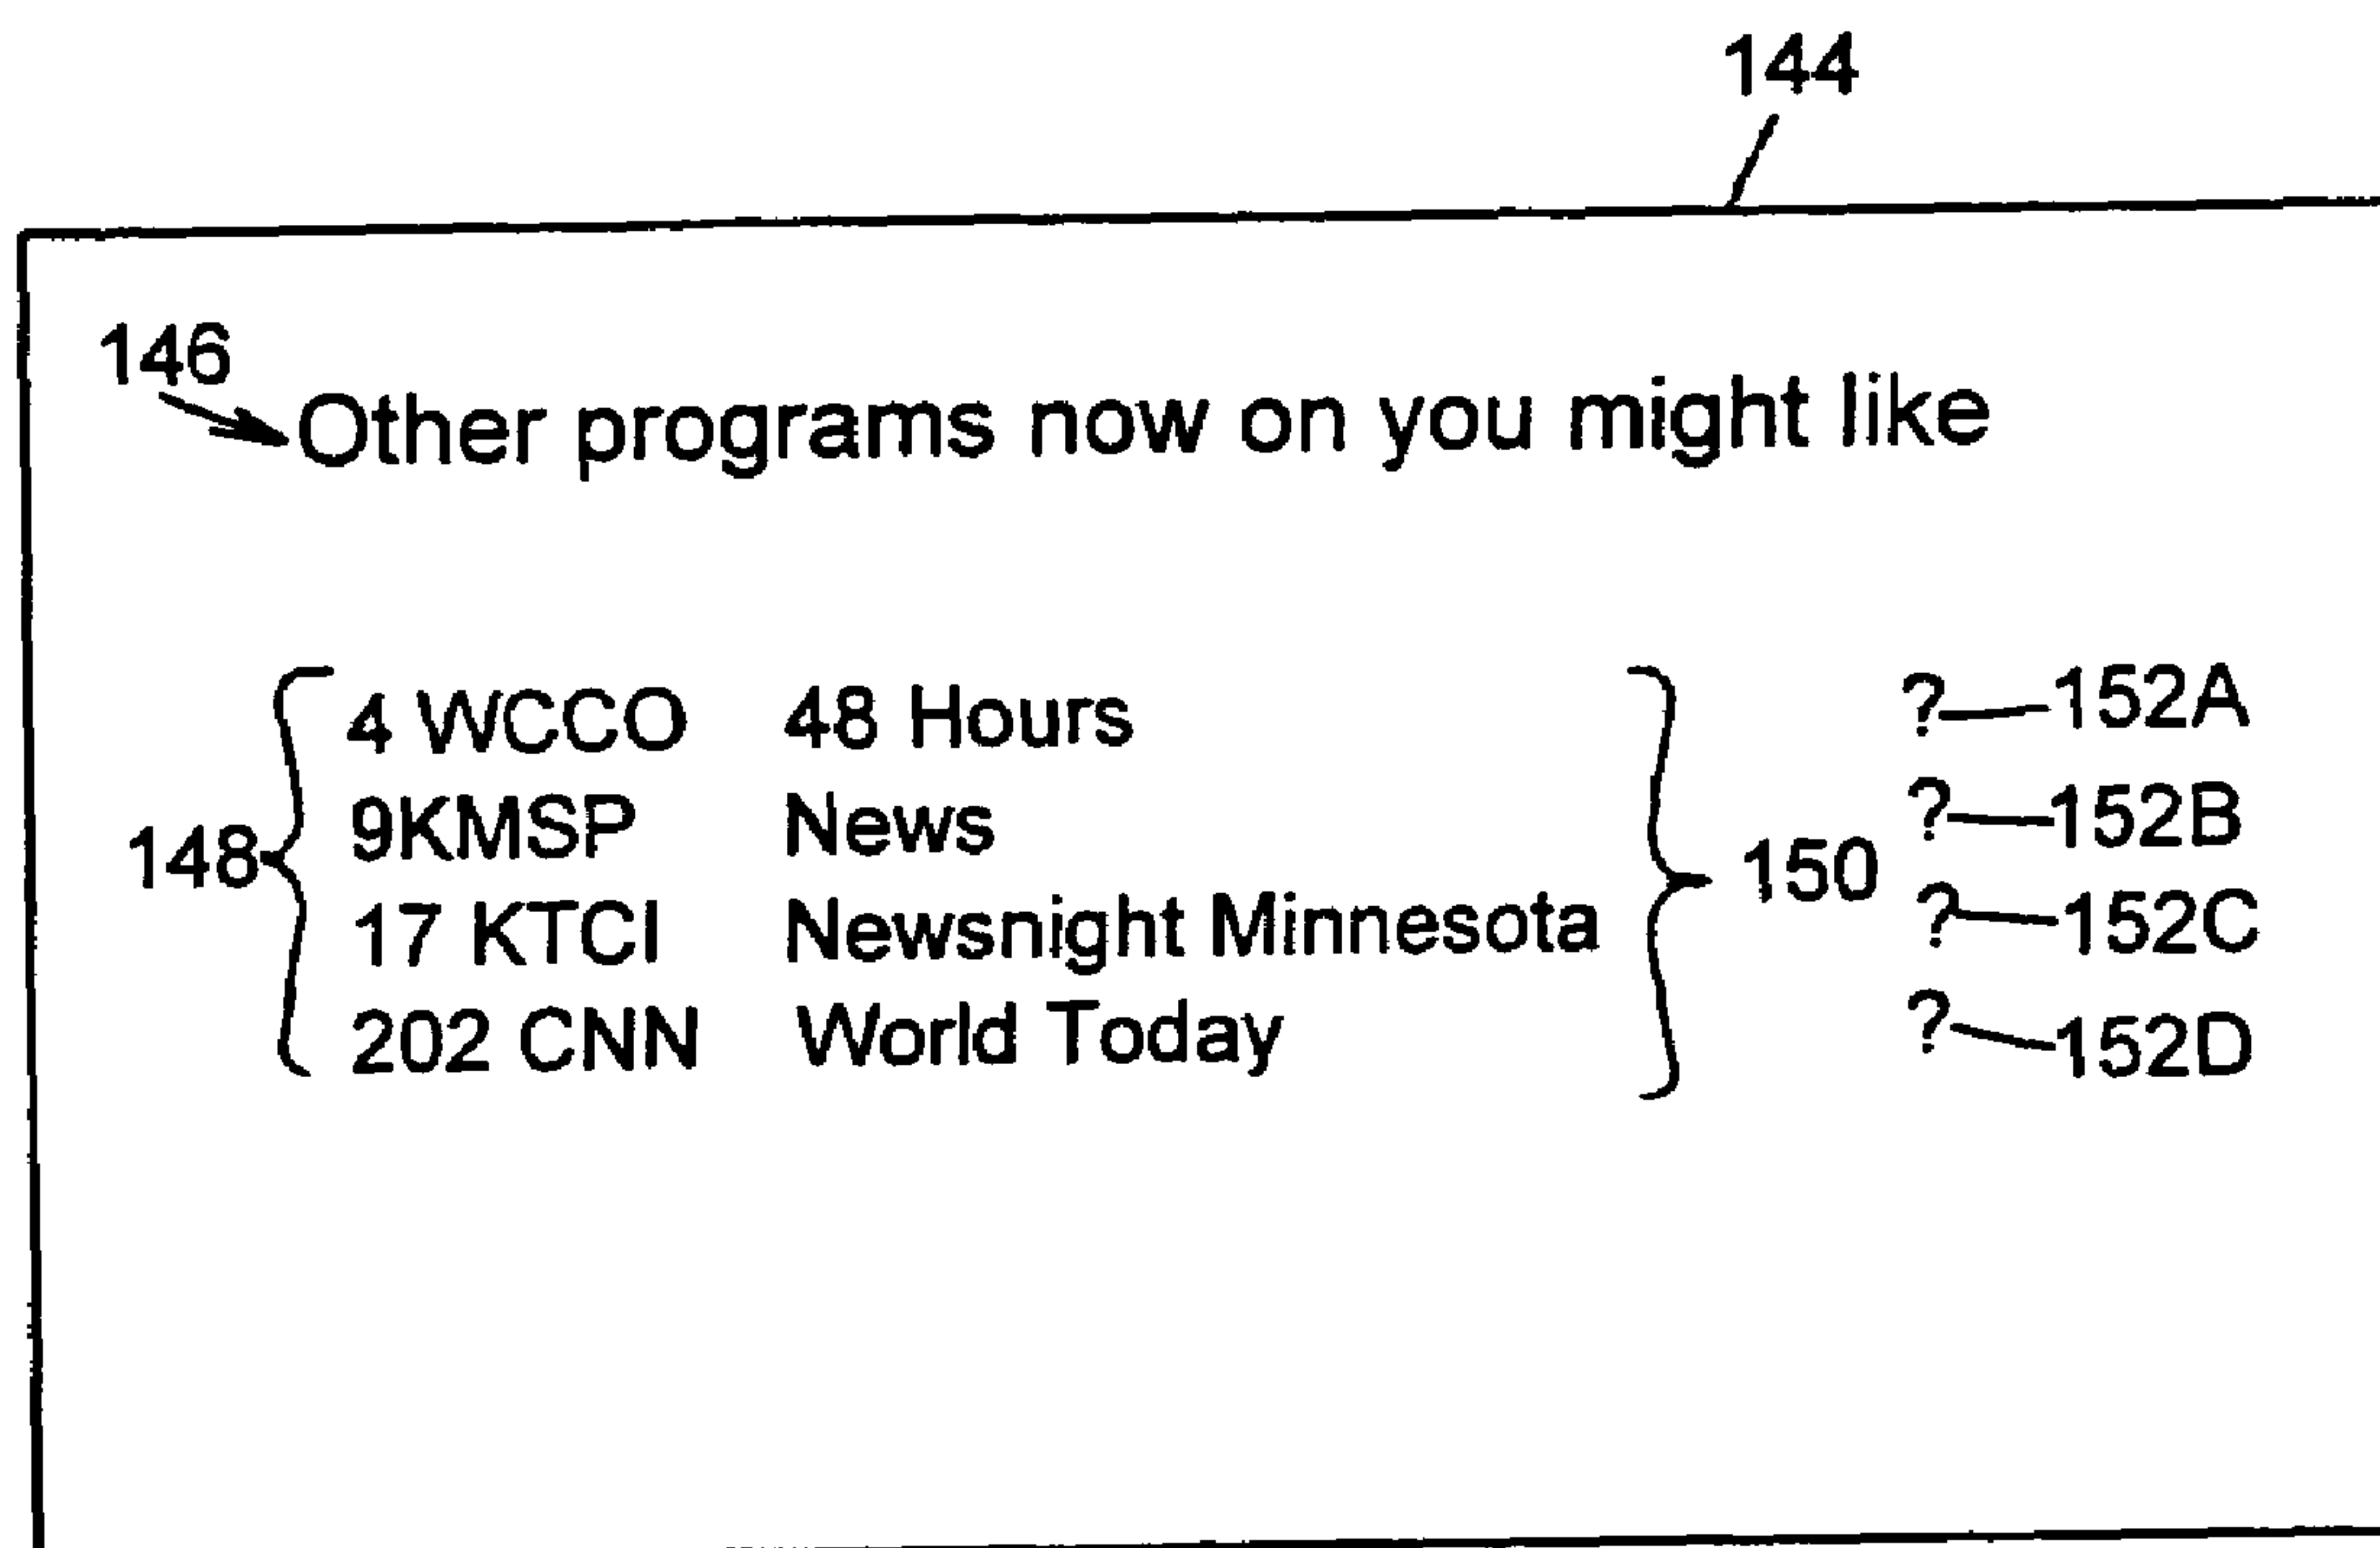 144
146
Other programs now on you might like
148
4 WCCO 48 Hours ? 152A
9KMSP News ? 152B
150
17 KTCI Newsnight Minnesota ? 152C
202 CNN World Today ? 152D